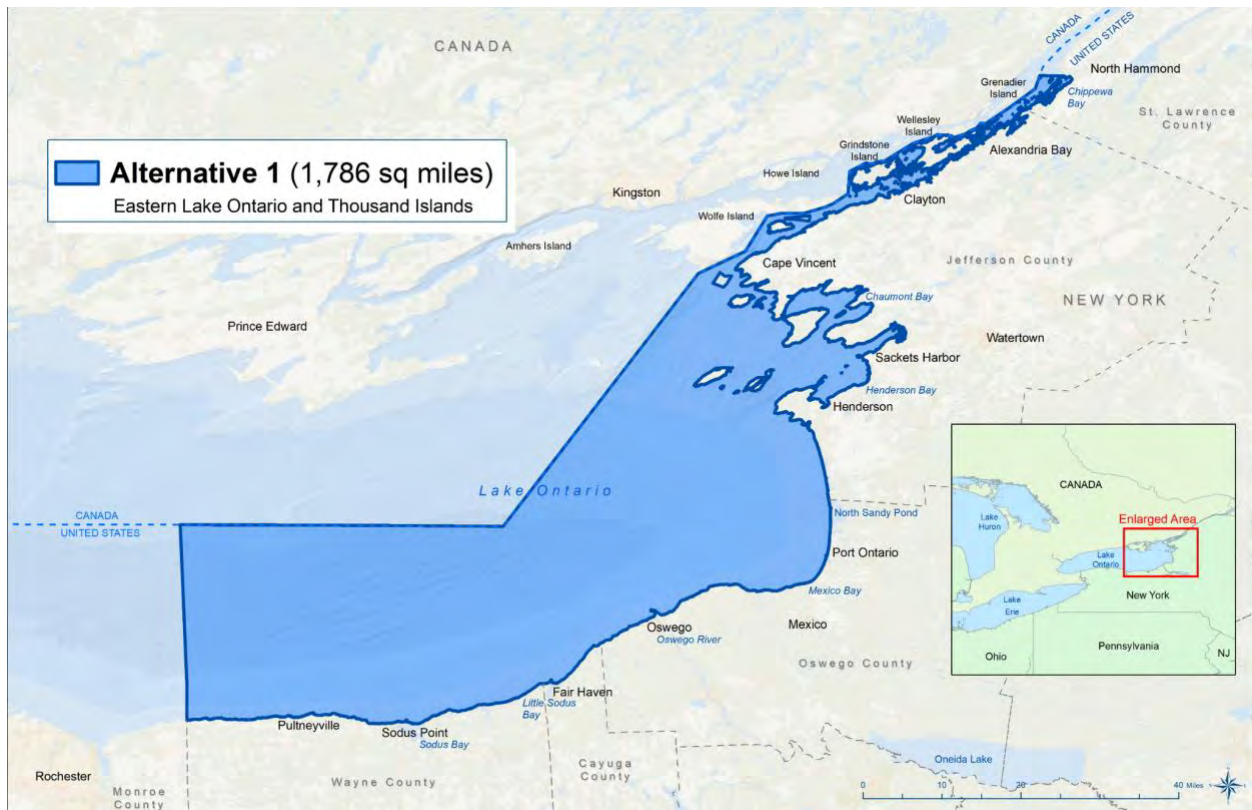 CANADA
CANADA
UNITED STATES
North Hammond
Grenadier
Island
Chippewa
Bay
St. Lawrence
County
Wellesley
Island
Grindstone
Island
Alexandria Bay
Alternative 1 (1,786 sq miles)
Eastern Lake Ontario and Thousand Islands
Howe Island
Kingston
Clayton
Wolfe Island
Amhers Island
Cape Vincent
Jefferson County
Chaumont Bay
NEW YORK
Prince Edward
Watertown
Sackets Harbor
Henderson Bay
Henderson
Lake Ontario
CANADA
UNITED STATES
North Sandy Pond
Port Ontario
Mexico Bay
Oswego
Oswego River
Mexico
Oswego County
Fair Haven
Little Sodus
Bay
Pultneyville
Sodus Point
Sodus Bay
Rochester
Monroe
County
Wayne County
Cayuga
County
Oneida Lake
CANADA
Lake
Huron
Enlarged Area
Lake
Ontario
New York
Lake
Erie
Pennsylvania
Ohio
NJ
0 10 20 40 Miles